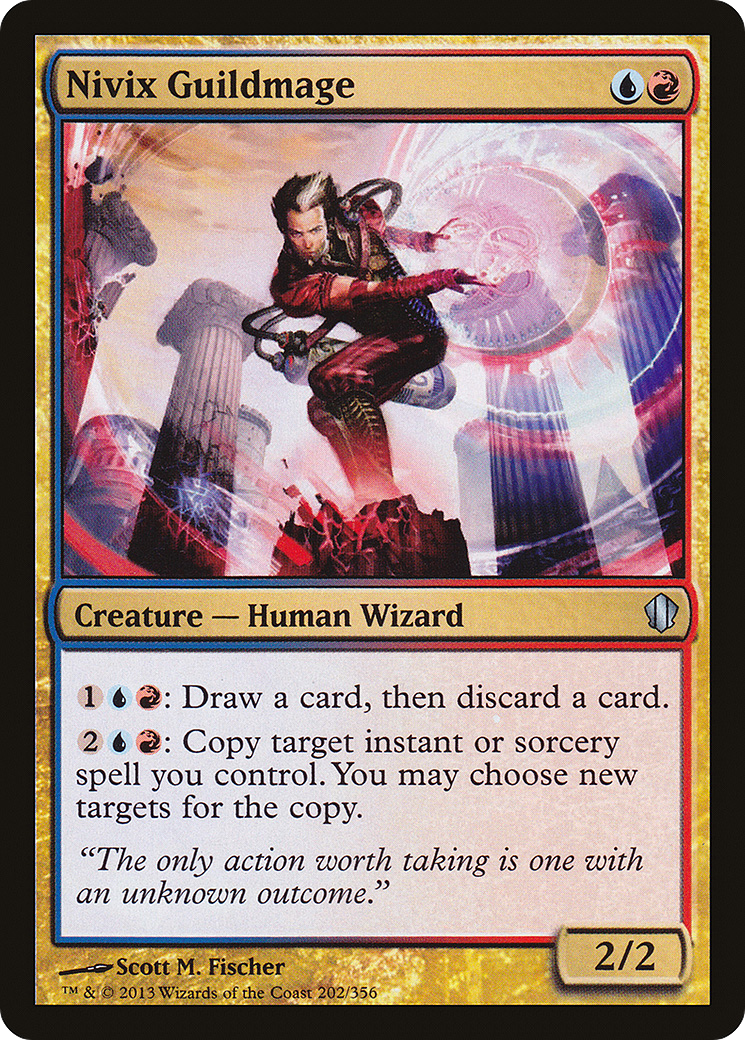 Nivix Guildmage
Creature — Human Wizard
1: Draw a card, then discard a card.
2: Copy target instant or sorcery
spell you control. You may choose new
targets for the copy.
“The only action worth taking is one with
an unknown outcome.”
2/2
Scott M. Fischer
™ & © 2013 Wizards of the Coast 202/356